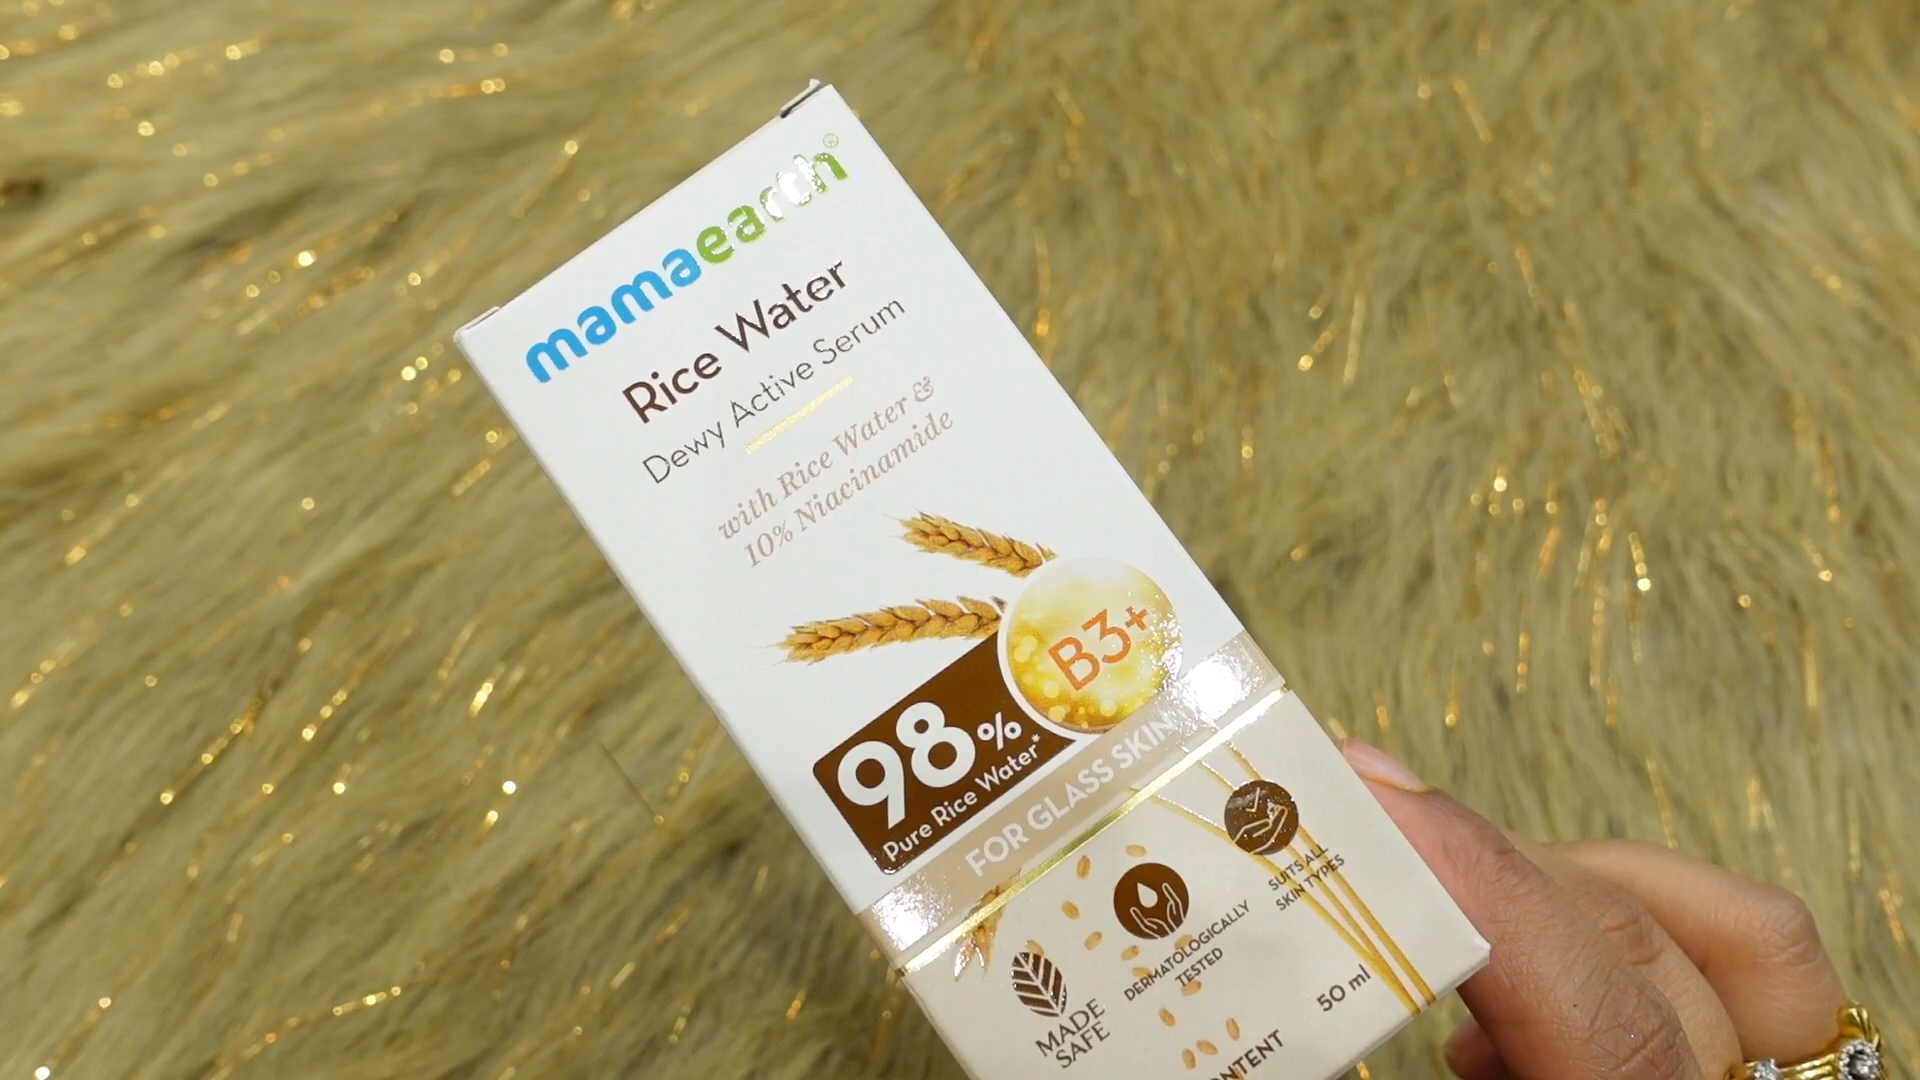 mamaearth®
Rice Water
Dewy Active Serum
with Rice Water &
10% Niacinamide
B3+
98%
Pure Rice Water*
FOR GLASS SKIN
SUITS ALL
SKIN TYPES
DERMATOLOGICALLY
TESTED
MADE
SAFE
50 ml